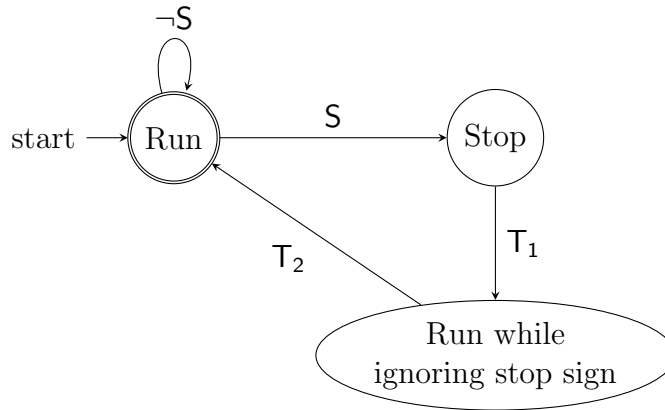 ¬S
start
Run
S
Stop
T₁
T₂
Run while
ignoring stop sign